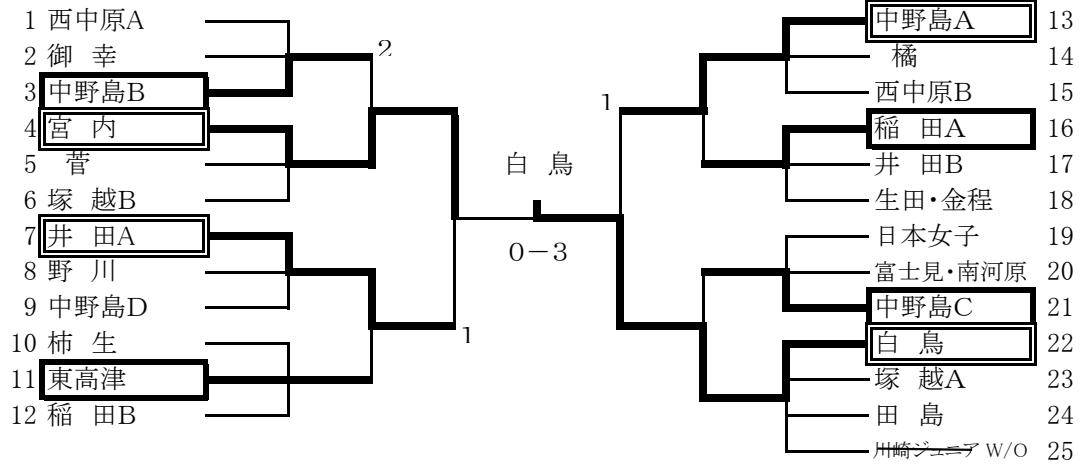 1 西中原A
2 御 幸
3 中野島B
4 宮 内
5 菅
6 塚 越B
7 井 田A
8 野 川
9 中野島D
10 柿 生
11 東高津
12 稲 田B
2
1
白 鳥
0－3
1
中野島A 13
橘 14
西中原B 15
稲 田A 16
井 田B 17
生田・金程 18
日本女子 19
富士見・南河原 20
中野島C 21
白 鳥 22
塚 越A 23
田 島 24
川崎ジュニア W/O 25